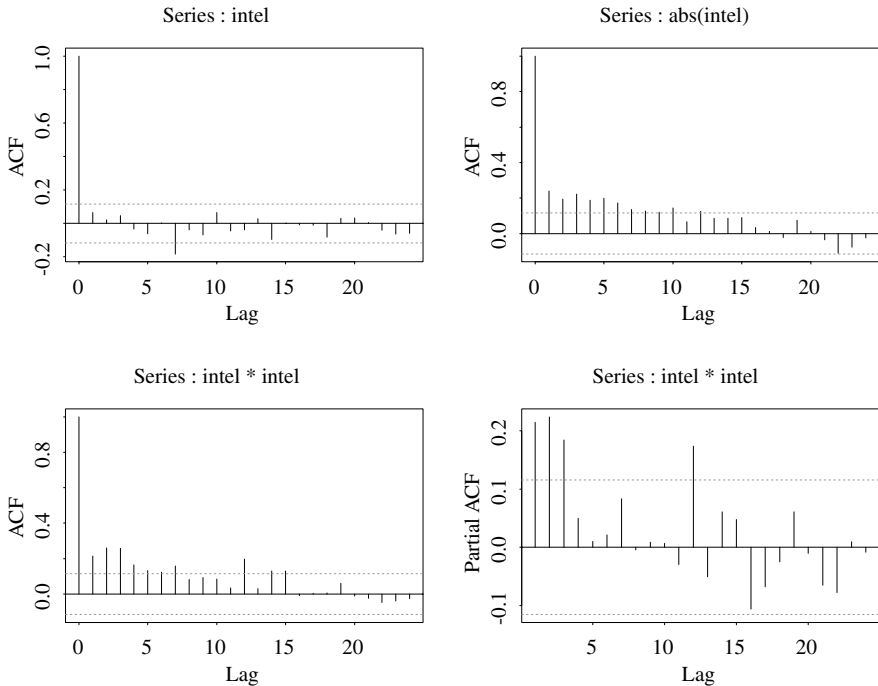 Series : intel
ACF
1.0
0.6
0.2
-0.2
0 5 10 15 20
Lag
Series : abs(intel)
ACF
0.8
0.4
0.0
0 5 10 15 20
Lag
Series : intel * intel
ACF
0.8
0.4
0.0
0 5 10 15 20
Lag
Series : intel * intel
Partial ACF
0.2
0.1
0.0
-0.1
5 10 15 20
Lag